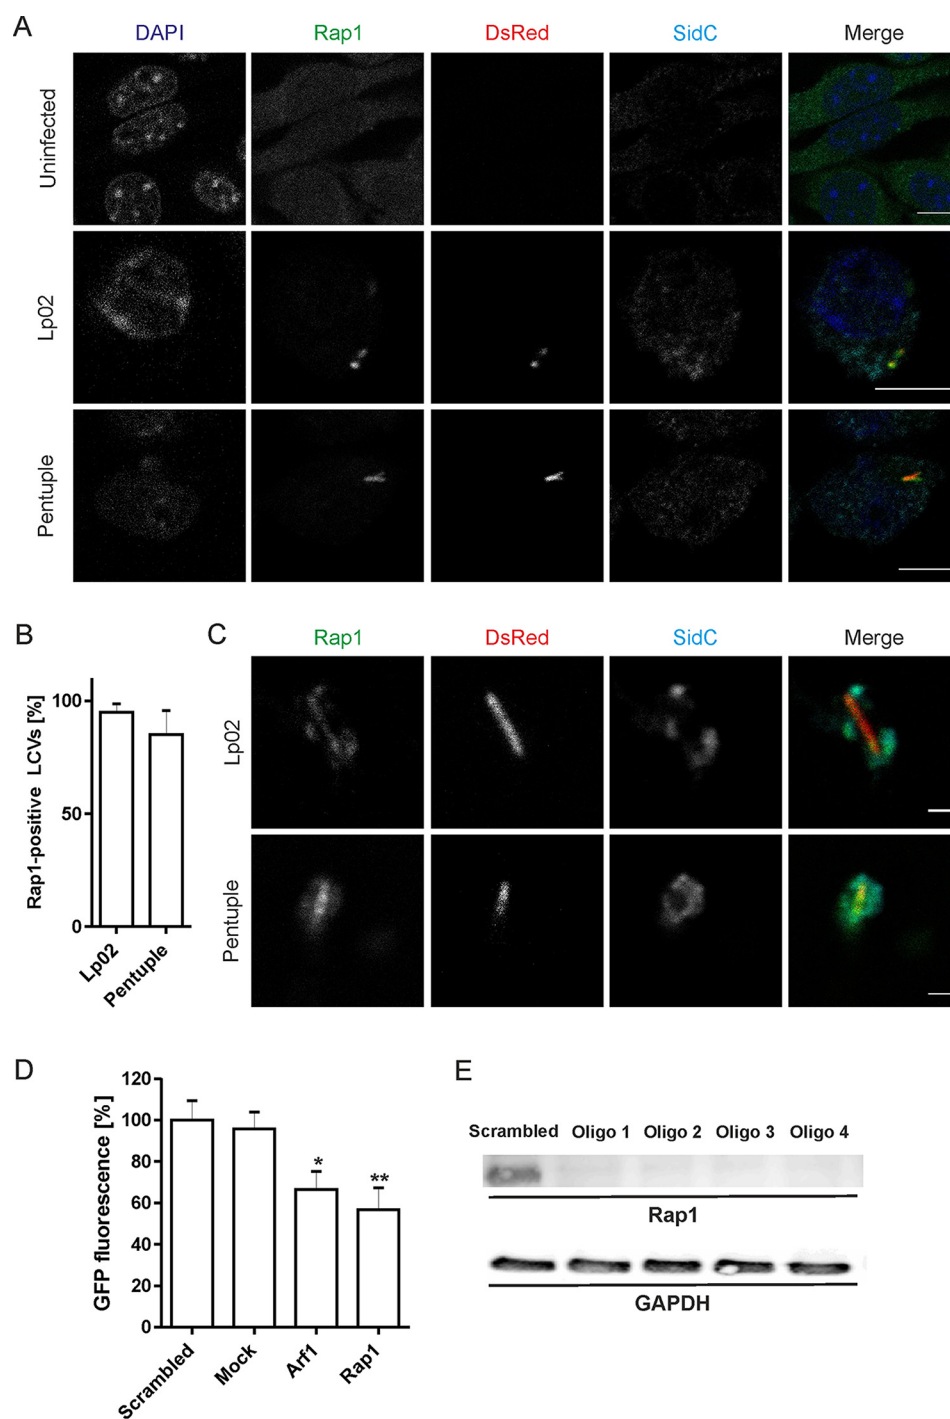 A
DAPI Rap1 DsRed SidC Merge
Uninfected
Lp02
Pentuple
B
Rap1-positive LCVs [%]
100
50
0
Lp02 Pentuple
C
Rap1 DsRed SidC Merge
Lp02
Pentuple
D
GFP fluorescence [%]
120
100
80
60
40
20
0
* **
Scrambled Mock Arf1 Rap1
E
Scrambled Oligo 1 Oligo 2 Oligo 3 Oligo 4
Rap1
GAPDH